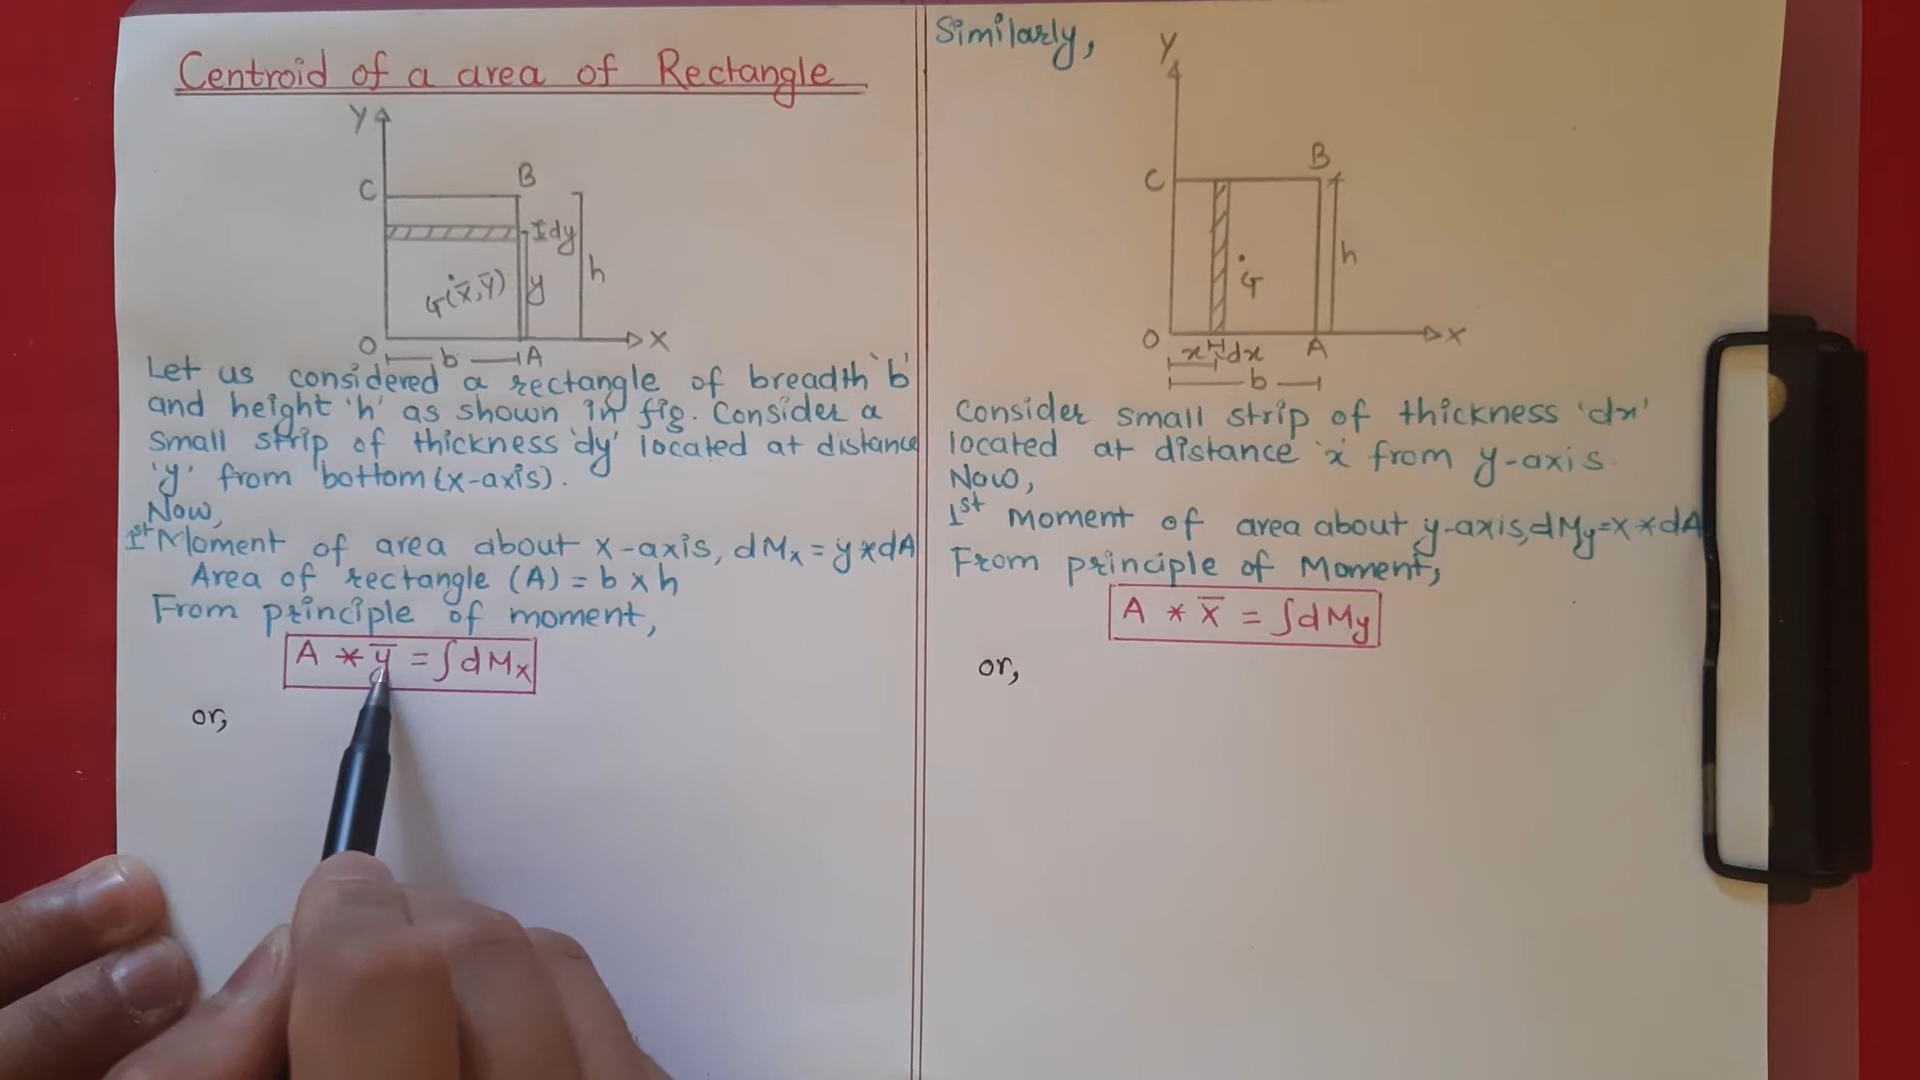 Centroid of a area of Rectangle
Y
C
B
dy
G(x̅,y̅)
y
h
O
b
A
X
Let us considered a rectangle of breadth 'b'
and height 'h' as shown in fig. Consider a
small strip of thickness 'dy' located at distance
'y' from bottom (x-axis).
Now,
1st Moment of area about x-axis, dMx = y*dA
Area of rectangle (A) = b x h
From principle of moment,
A * y̅ = ∫dMx
or,
Similarly,
Y
C
B
h
G
O
x
dx
A
X
b
Consider small strip of thickness 'dx'
located at distance 'x' from y-axis.
Now,
1st Moment of area about y-axis, dMy=x*dA
From principle of Moment,
A * x̅ = ∫dMy
or,